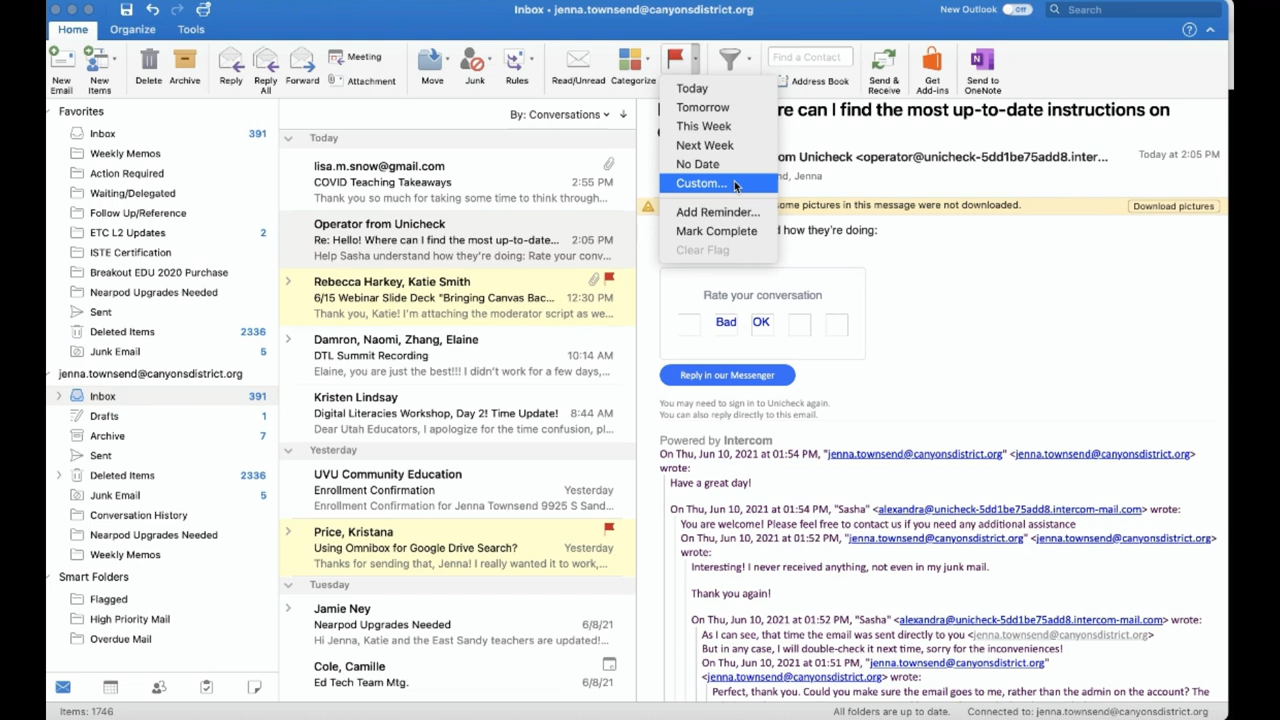 Inbox • jenna.townsend@canyonsdistrict.org
New Outlook Off
Search
Home Organize Tools
New Email
New Items
Delete
Archive
Reply
Reply All
Forward
Meeting
Attachment
Move
Junk
Rules
Read/Unread
Categorize
Find a Contact
Address Book
Send & Receive
Get Add-ins
Send to OneNote
Today
Tomorrow
This Week
Next Week
No Date
Custom...
Add Reminder...
Mark Complete
Clear Flag
Favorites
Inbox 391
Weekly Memos
Action Required
Waiting/Delegated
Follow Up/Reference
ETC L2 Updates 2
ISTE Certification
Breakout EDU 2020 Purchase
Nearpod Upgrades Needed
Sent
Deleted Items 2336
Junk Email 5
jenna.townsend@canyonsdistrict.org
Inbox 391
Drafts 1
Archive 7
Sent
Deleted Items 2336
Junk Email 5
Conversation History
Nearpod Upgrades Needed
Weekly Memos
Smart Folders
Flagged
High Priority Mail
Overdue Mail
By: Conversations
Today
lisa.m.snow@gmail.com
COVID Teaching Takeaways 2:55 PM
Thank you so much for taking some time to think through...
Operator from Unicheck
Re: Hello! Where can I find the most up-to-date... 2:05 PM
Help Sasha understand how they're doing: Rate your conv...
Rebecca Harkey, Katie Smith
6/15 Webinar Slide Deck "Bringing Canvas Bac... 12:30 PM
Thank you, Katie! I'm attaching the moderator script as we...
Damron, Naomi, Zhang, Elaine
DTL Summit Recording 10:14 AM
Elaine, you are just the best!!! I didn't work for a few days,...
Kristen Lindsay
Digital Literacies Workshop, Day 2! Time Update! 8:44 AM
Dear Utah Educators, I apologize for the time confusion, pl...
Yesterday
UVU Community Education
Enrollment Confirmation Yesterday
Enrollment Confirmation for Jenna Townsend 9925 S Sand...
Price, Kristana
Using Omnibox for Google Drive Search? Yesterday
Thanks for sending that, Jenna! I really wanted it to work,...
Tuesday
Jamie Ney
Nearpod Upgrades Needed 6/8/21
Hi Jenna, Katie and the East Sandy teachers are updated!...
Cole, Camille
Ed Tech Team Mtg. 6/8/21
re can I find the most up-to-date instructions on
om Unicheck <operator@unicheck-5dd1be75add8.inter...
Today at 2:05 PM
nd, Jenna
some pictures in this message were not downloaded.
Download pictures
d how they're doing:
Rate your conversation
Bad OK
Reply in our Messenger
You may need to sign in to Unicheck again.
You can also reply directly to this email.
Powered by Intercom
On Thu, Jun 10, 2021 at 01:54 PM, "jenna.townsend@canyonsdistrict.org" <jenna.townsend@canyonsdistrict.org>
wrote:
Have a great day!
On Thu, Jun 10, 2021 at 01:54 PM, "Sasha" <alexandra@unicheck-5dd1be75add8.intercom-mail.com> wrote:
You are welcome! Please feel free to contact us if you need any additional assistance
On Thu, Jun 10, 2021 at 01:52 PM, "jenna.townsend@canyonsdistrict.org" <jenna.townsend@canyonsdistrict.org>
wrote:
Interesting! I never received anything, not even in my junk mail.
Thank you again!
On Thu, Jun 10, 2021 at 01:52 PM, "Sasha" <alexandra@unicheck-5dd1be75add8.intercom-mail.com> wrote:
As I can see, that time the email was sent directly to you <jenna.townsend@canyonsdistrict.org>
But in any case, I will double-check it next time, sorry for the inconveniences!
On Thu, Jun 10, 2021 at 01:51 PM, "jenna.townsend@canyonsdistrict.org"
<jenna.townsend@canyonsdistrict.org> wrote:
Perfect, thank you. Could you make sure the email goes to me, rather than the admin on the account? The
Items: 1746
All folders are up to date.
Connected to: jenna.townsend@canyonsdistrict.org